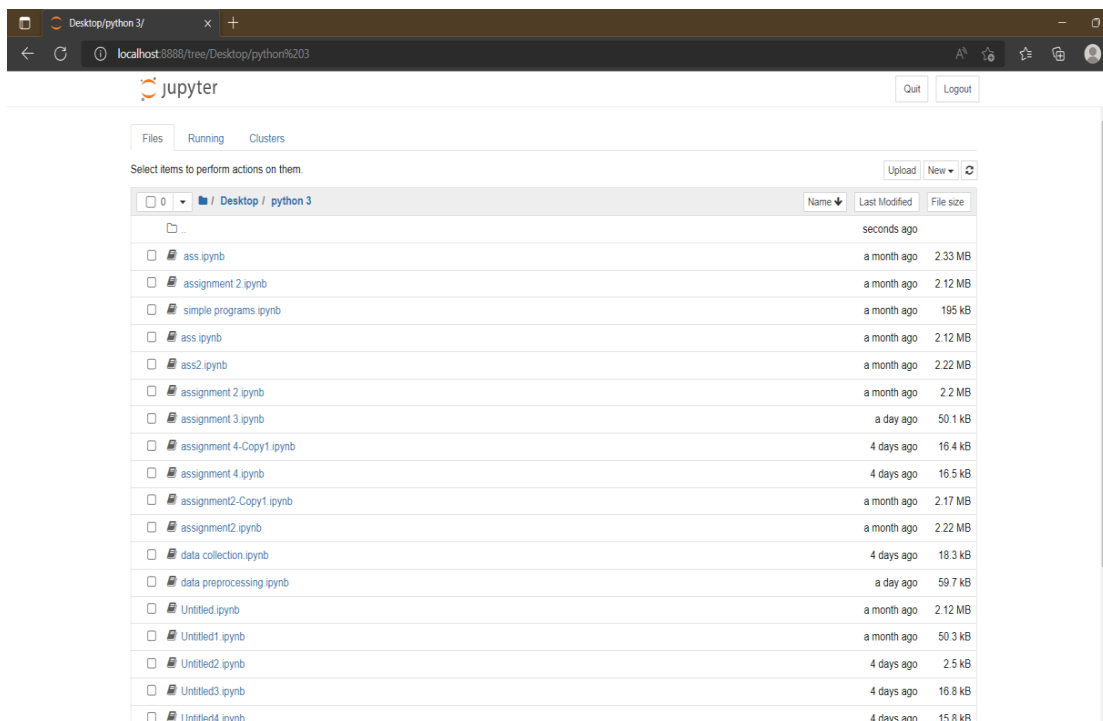 Desktop/python 3/
localhost:8888/tree/Desktop/python%203
jupyter
Quit Logout
Files Running Clusters
Select items to perform actions on them.
Upload New
0 / Desktop / python 3 Name Last Modified File size
.. seconds ago
ass.ipynb a month ago 2.33 MB
assignment 2.ipynb a month ago 2.12 MB
simple programs.ipynb a month ago 195 kB
ass.ipynb a month ago 2.12 MB
ass2.ipynb a month ago 2.22 MB
assignment 2.ipynb a month ago 2.2 MB
assignment 3.ipynb a day ago 50.1 kB
assignment 4-Copy1.ipynb 4 days ago 16.4 kB
assignment 4.ipynb 4 days ago 16.5 kB
assignment2-Copy1.ipynb a month ago 2.17 MB
assignment2.ipynb a month ago 2.22 MB
data collection.ipynb 4 days ago 18.3 kB
data preprocessing.ipynb a day ago 59.7 kB
Untitled.ipynb a month ago 2.12 MB
Untitled1.ipynb a month ago 50.3 kB
Untitled2.ipynb 4 days ago 2.5 kB
Untitled3.ipynb 4 days ago 16.8 kB
Untitled4.ipynb 4 days ago 15.8 kB